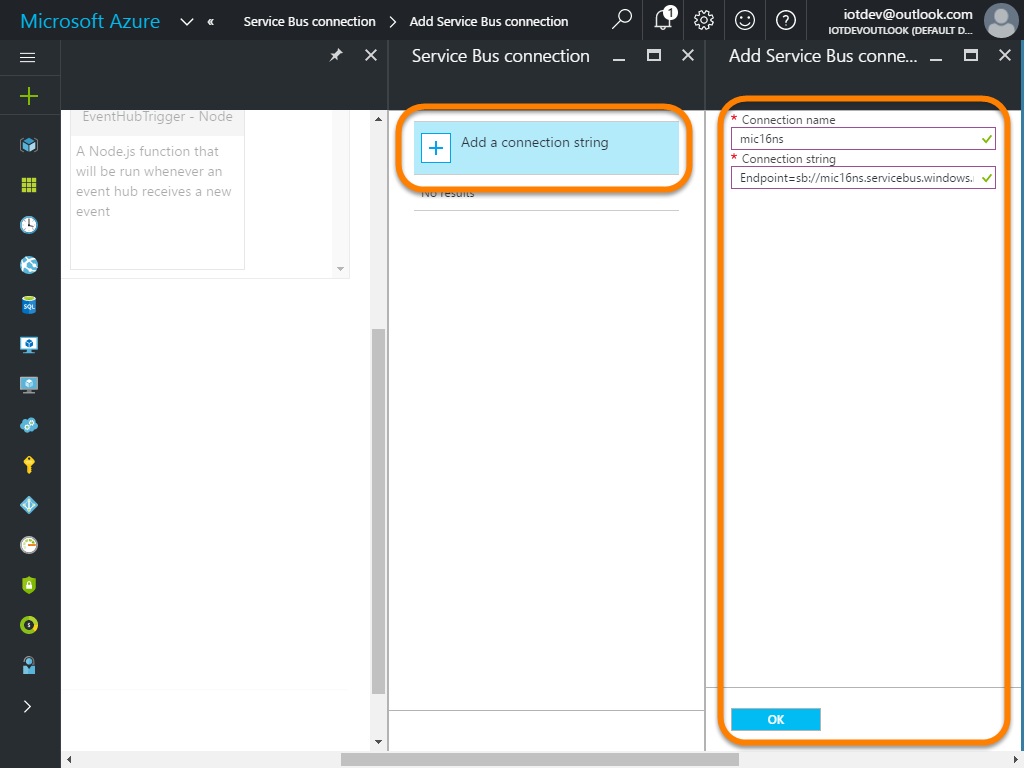 Microsoft Azure
«
Service Bus connection
Add Service Bus connection
1
iotdev@outlook.com
IOTDEVOUTLOOK (DEFAULT D...
EventHubTrigger - Node
A Node.js function that
will be run whenever an
event hub receives a new
event
Service Bus connection
Add a connection string
No results
Add Service Bus conne...
* Connection name
mic16ns
* Connection string
Endpoint=sb://mic16ns.servicebus.windows.
OK
SQL